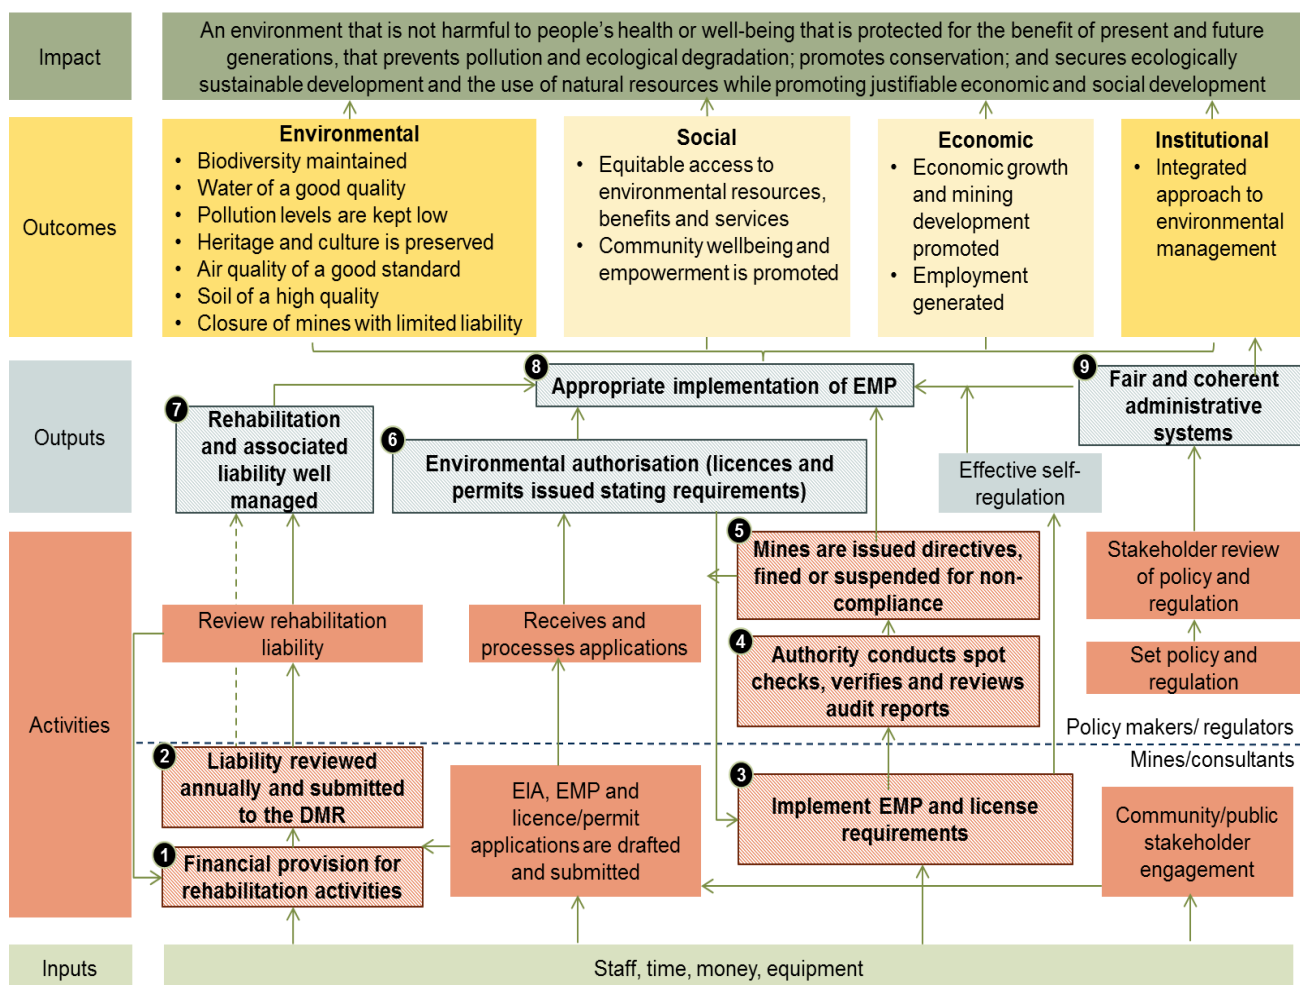 Impact
An environment that is not harmful to people’s health or well-being that is protected for the benefit of present and future
generations, that prevents pollution and ecological degradation; promotes conservation; and secures ecologically
sustainable development and the use of natural resources while promoting justifiable economic and social development
Outcomes
Environmental
• Biodiversity maintained
• Water of a good quality
• Pollution levels are kept low
• Heritage and culture is preserved
• Air quality of a good standard
• Soil of a high quality
• Closure of mines with limited liability
Social
• Equitable access to
environmental resources,
benefits and services
• Community wellbeing and
empowerment is promoted
Economic
• Economic growth
and mining
development
promoted
• Employment
generated
Institutional
• Integrated
approach to
environmental
management
Outputs
8
Appropriate implementation of EMP
9
Fair and coherent
administrative
systems
7
Rehabilitation
and associated
liability well
managed
6
Environmental authorisation (licences and
permits issued stating requirements)
Effective self-
regulation
Activities
5
Mines are issued directives,
fined or suspended for non-
compliance
Stakeholder review
of policy and
regulation
Review rehabilitation
liability
Receives and
processes applications
4
Authority conducts spot
checks, verifies and reviews
audit reports
Set policy and
regulation
Policy makers/ regulators
Mines/consultants
2
Liability reviewed
annually and submitted
to the DMR
EIA, EMP and
licence/permit
applications are drafted
and submitted
3
Implement EMP and license
requirements
Community/public
stakeholder
engagement
1
Financial provision for
rehabilitation activities
Inputs
Staff, time, money, equipment